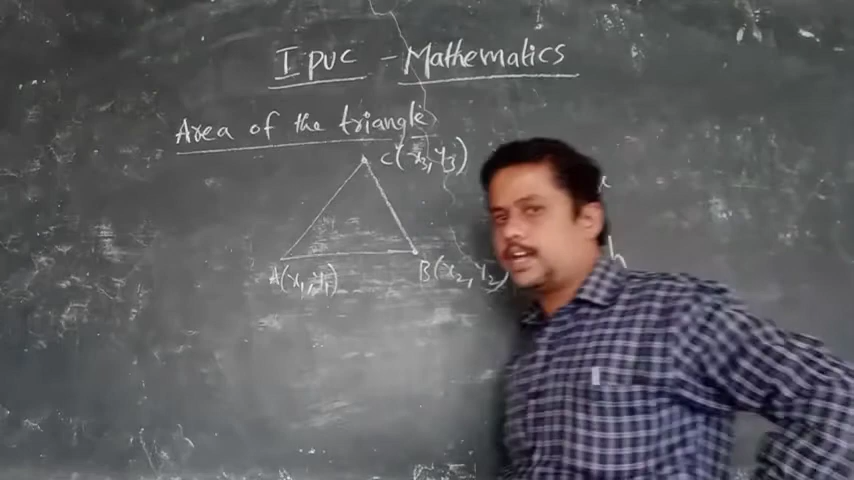 I PUC - Mathematics
Area of the triangle
C(x3, y3)
A(x1, y1)
B(x2, y2)
h